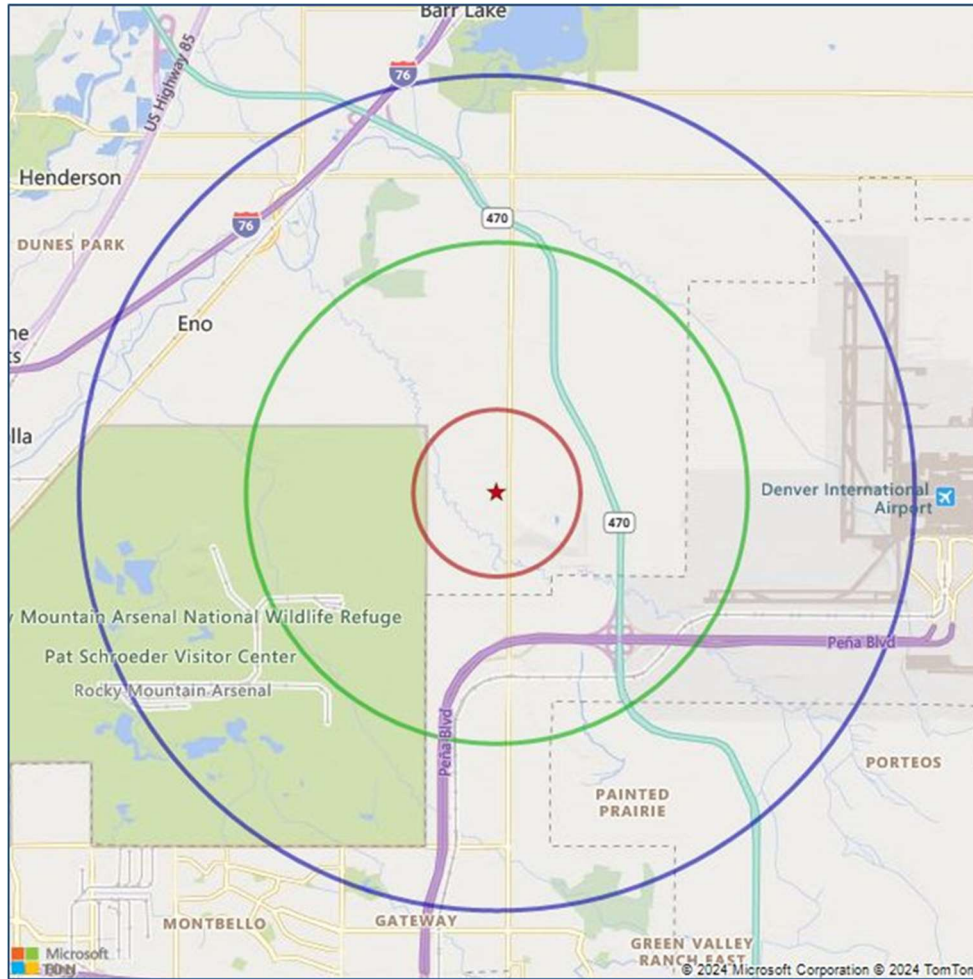 Barr Lake
US Highway 85
76
Henderson
470
76
DUNES PARK
Eno
Denver International
Airport
470
Mountain Arsenal National Wildlife Refuge
Peña Blvd
Pat Schroeder Visitor Center
Rocky Mountain Arsenal
Peña Blvd
PORTEOS
PAINTED
PRAIRIE
MONTBELLO
GATEWAY
GREEN VALLEY
RANCH EAST
Microsoft
© 2024 Microsoft Corporation © 2024 TomTom